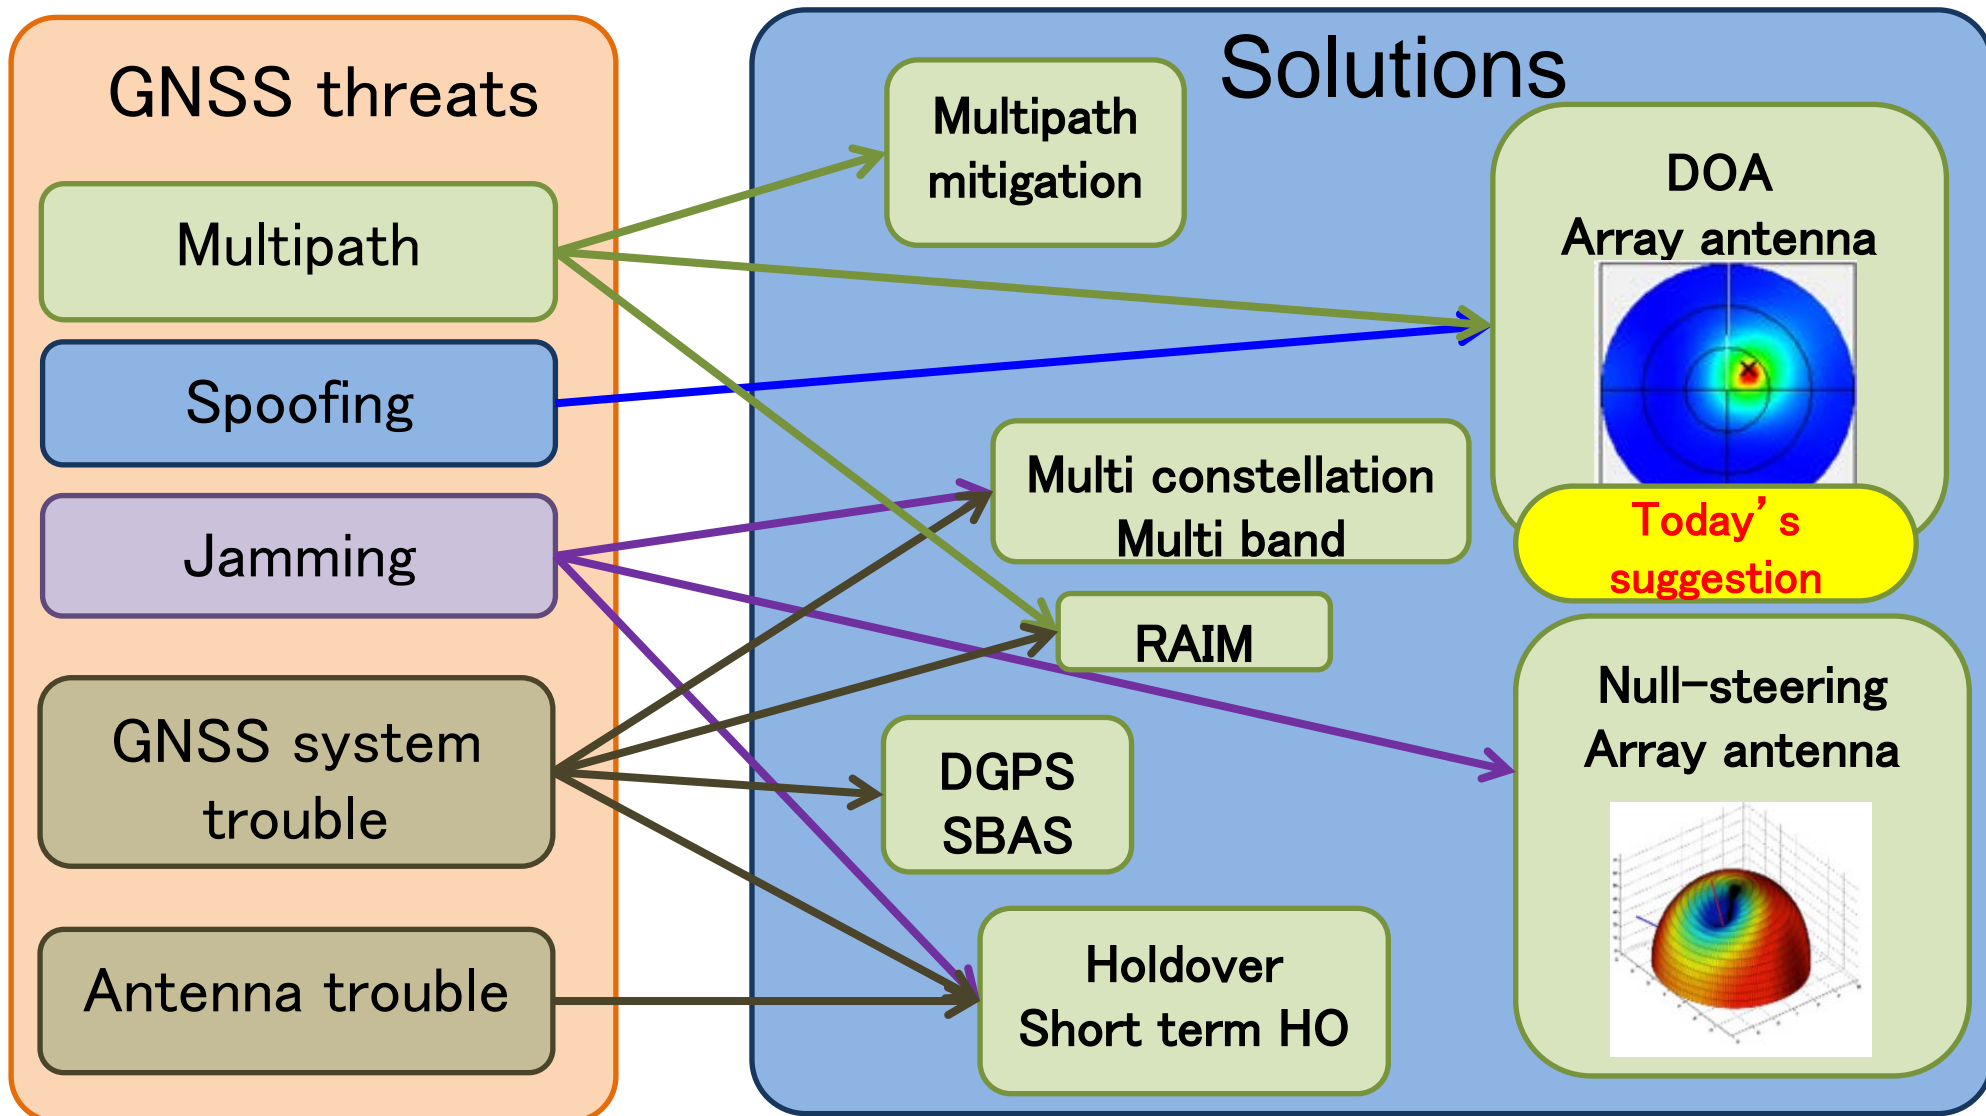 GNSS threats
Multipath
Spoofing
Jamming
GNSS system
trouble
Antenna trouble
Solutions
Multipath
mitigation
DOA
Array antenna
Today's
suggestion
Multi constellation
Multi band
RAIM
Null-steering
Array antenna
DGPS
SBAS
Holdover
Short term HO